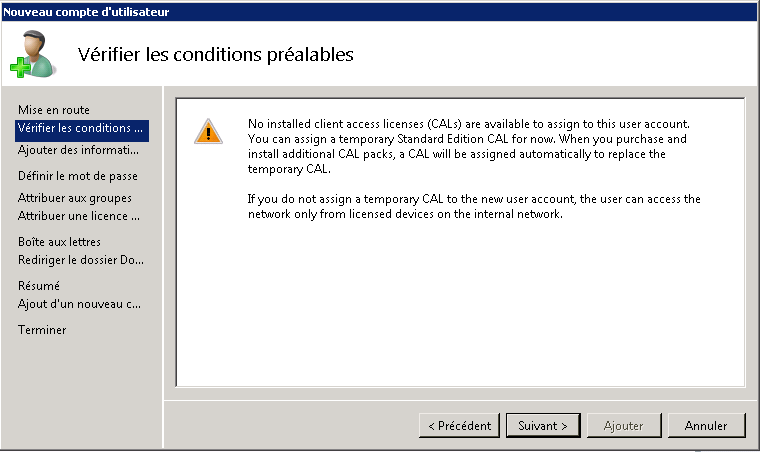 Nouveau compte d'utilisateur
Vérifier les conditions préalables
Mise en route
Vérifier les conditions ...
Ajouter des informati...
Définir le mot de passe
Attribuer aux groupes
Attribuer une licence ...
Boîte aux lettres
Rediriger le dossier Do...
Résumé
Ajout d'un nouveau c...
Terminer
No installed client access licenses (CALs) are available to assign to this user account.
You can assign a temporary Standard Edition CAL for now. When you purchase and
install additional CAL packs, a CAL will be assigned automatically to replace the
temporary CAL.
If you do not assign a temporary CAL to the new user account, the user can access the
network only from licensed devices on the internal network.
< Précédent
Suivant >
Ajouter
Annuler